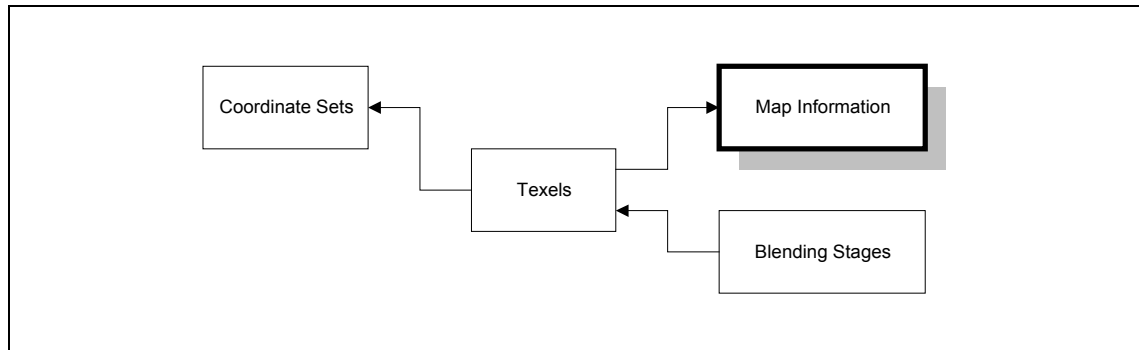 Coordinate Sets
Map Information
Texels
Blending Stages